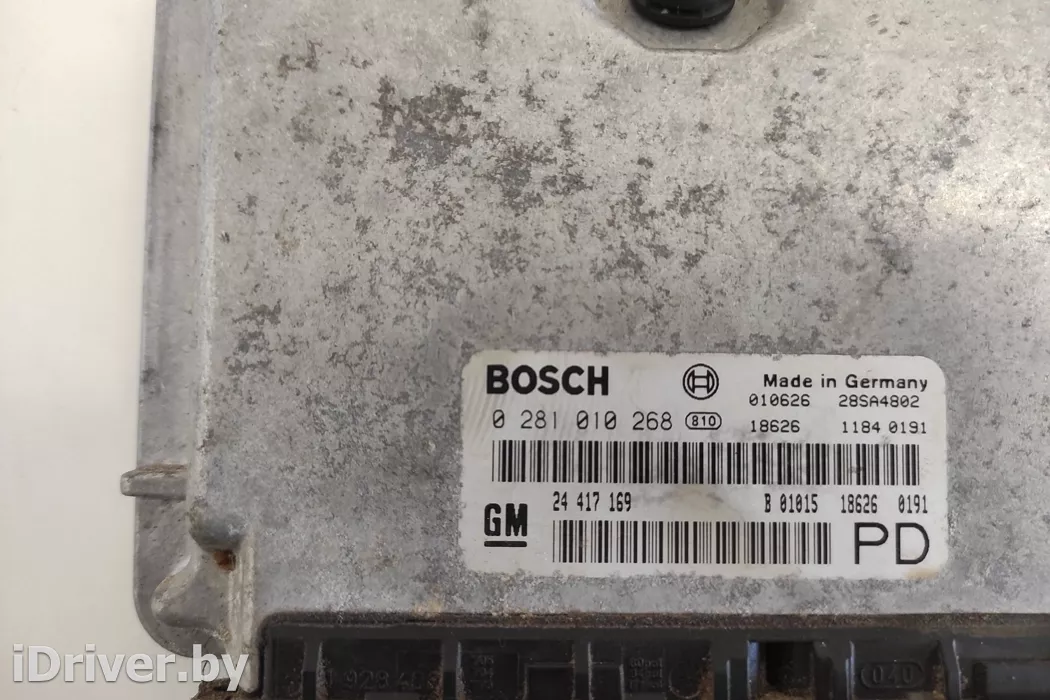 BOSCH
Made in Germany
010626 28SA4802
0 281 010 268 810
18626 1184 0191
24 417 169 B 01015 18626 0191
GM
PD
iDriver.by